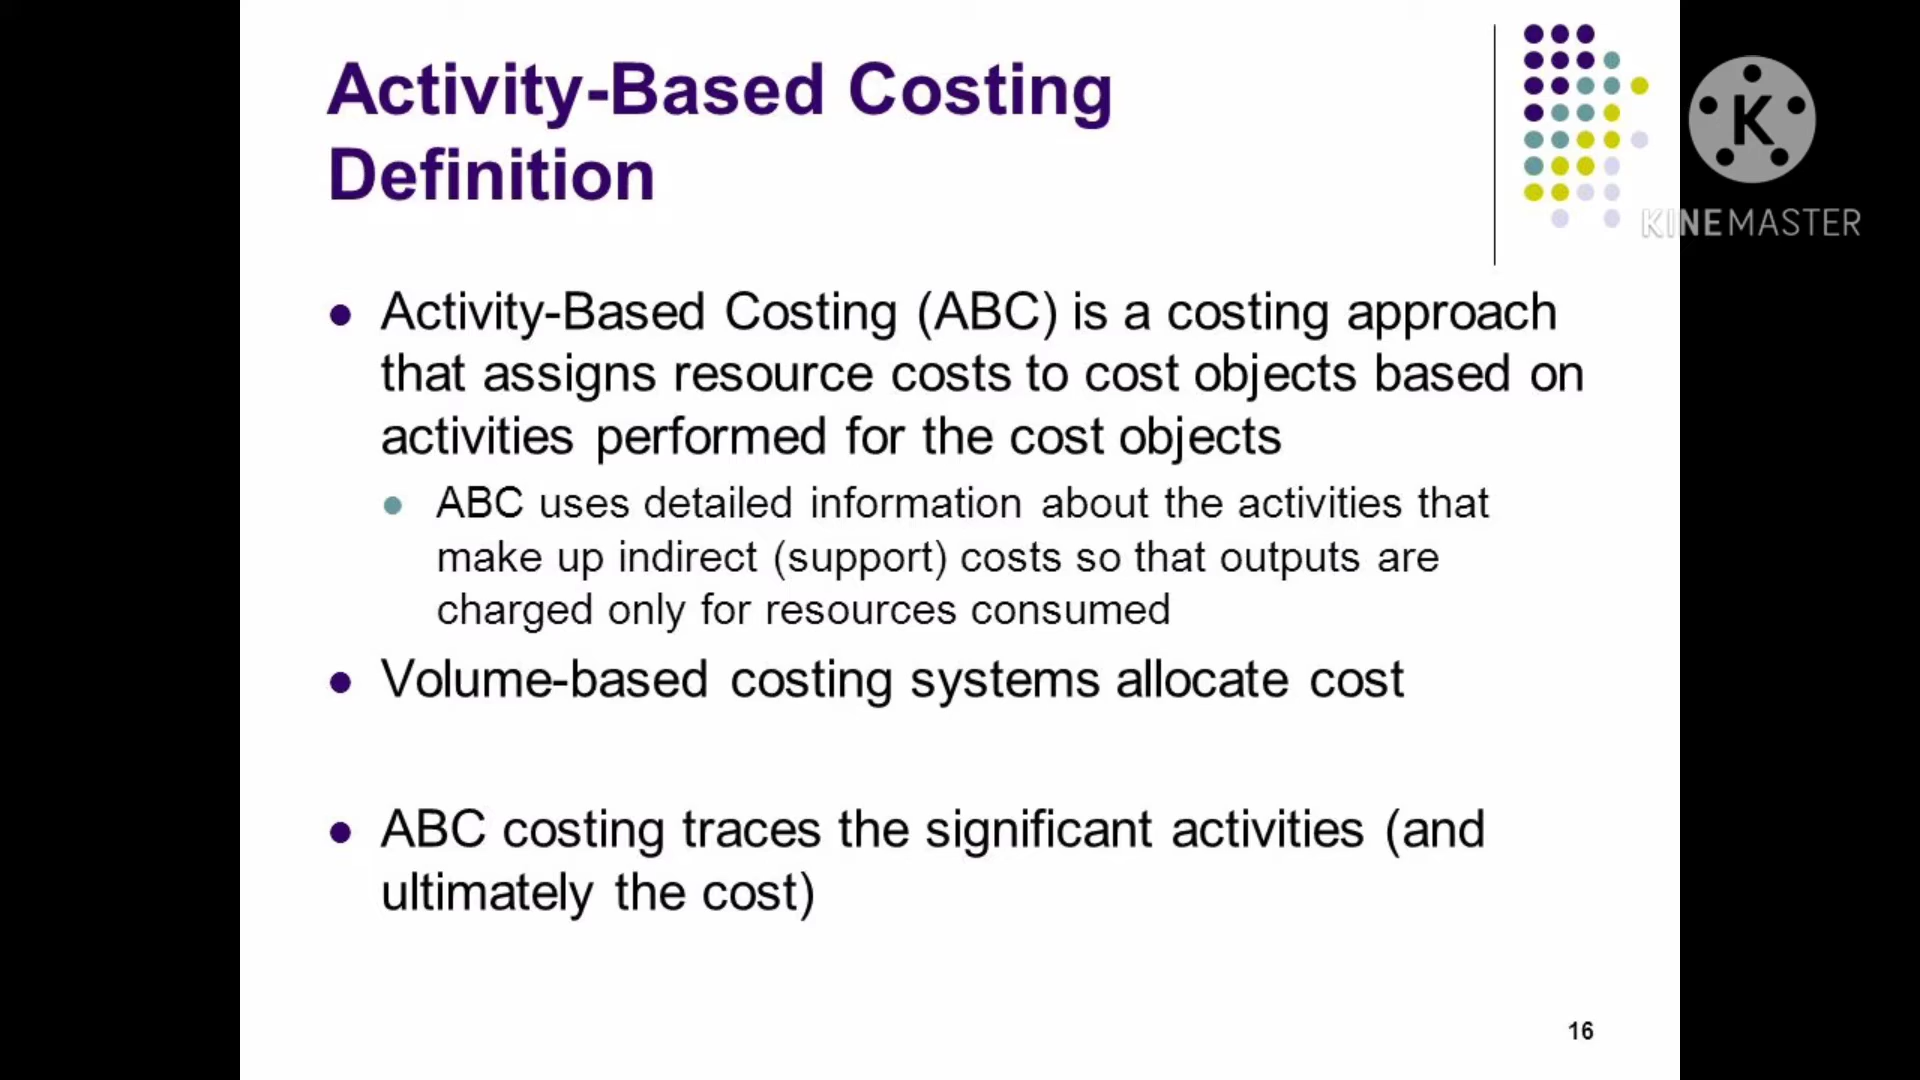 Activity-Based Costing
Definition
K
KINEMASTER
Activity-Based Costing (ABC) is a costing approach
that assigns resource costs to cost objects based on
activities performed for the cost objects
ABC uses detailed information about the activities that
make up indirect (support) costs so that outputs are
charged only for resources consumed
Volume-based costing systems allocate cost
ABC costing traces the significant activities (and
ultimately the cost)
16